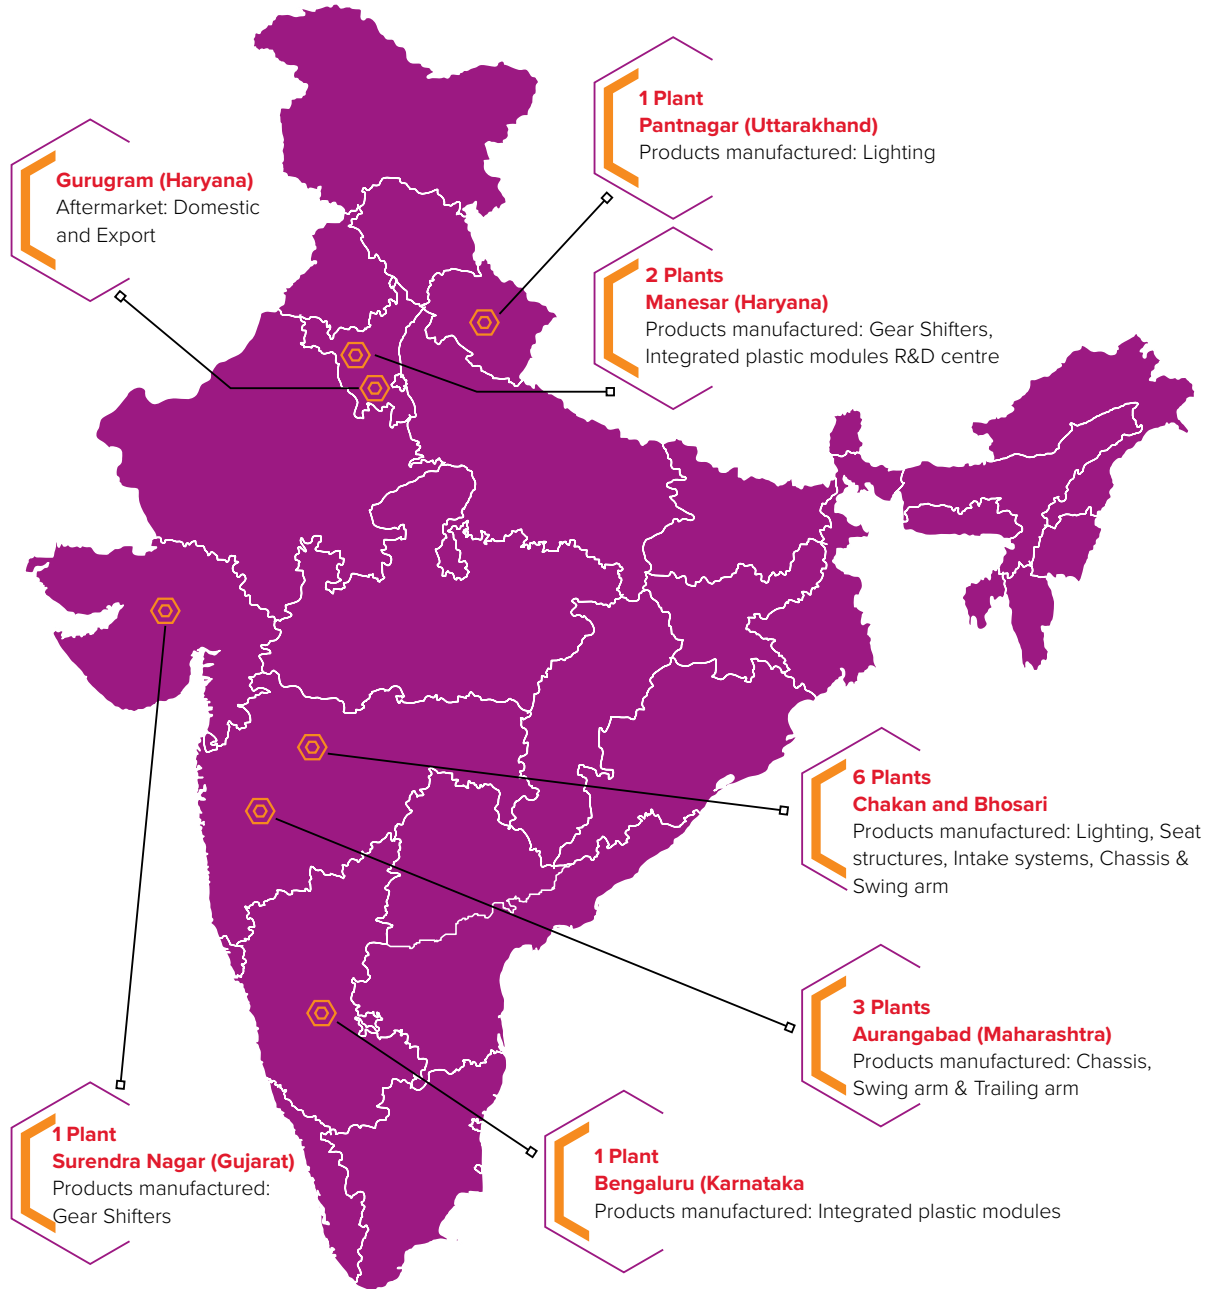 1 Plant
Pantnagar (Uttarakhand)
Products manufactured: Lighting
Gurugram (Haryana)
Aftermarket: Domestic
and Export
2 Plants
Manesar (Haryana)
Products manufactured: Gear Shifters,
Integrated plastic modules R&D centre
6 Plants
Chakan and Bhosari
Products manufactured: Lighting, Seat
structures, Intake systems, Chassis &
Swing arm
3 Plants
Aurangabad (Maharashtra)
Products manufactured: Chassis,
Swing arm & Trailing arm
1 Plant
Surendra Nagar (Gujarat)
Products manufactured:
Gear Shifters
1 Plant
Bengaluru (Karnataka
Products manufactured: Integrated plastic modules